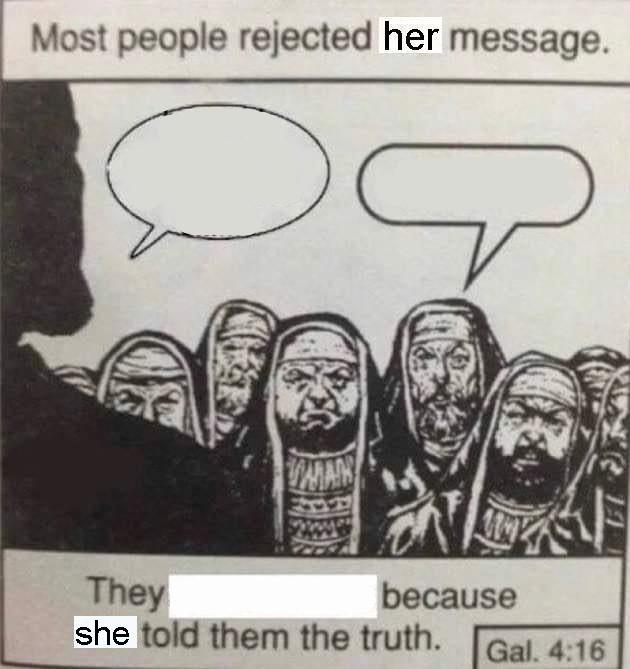 Most people rejected her message.
They because
she told them the truth.
Gal. 4:16